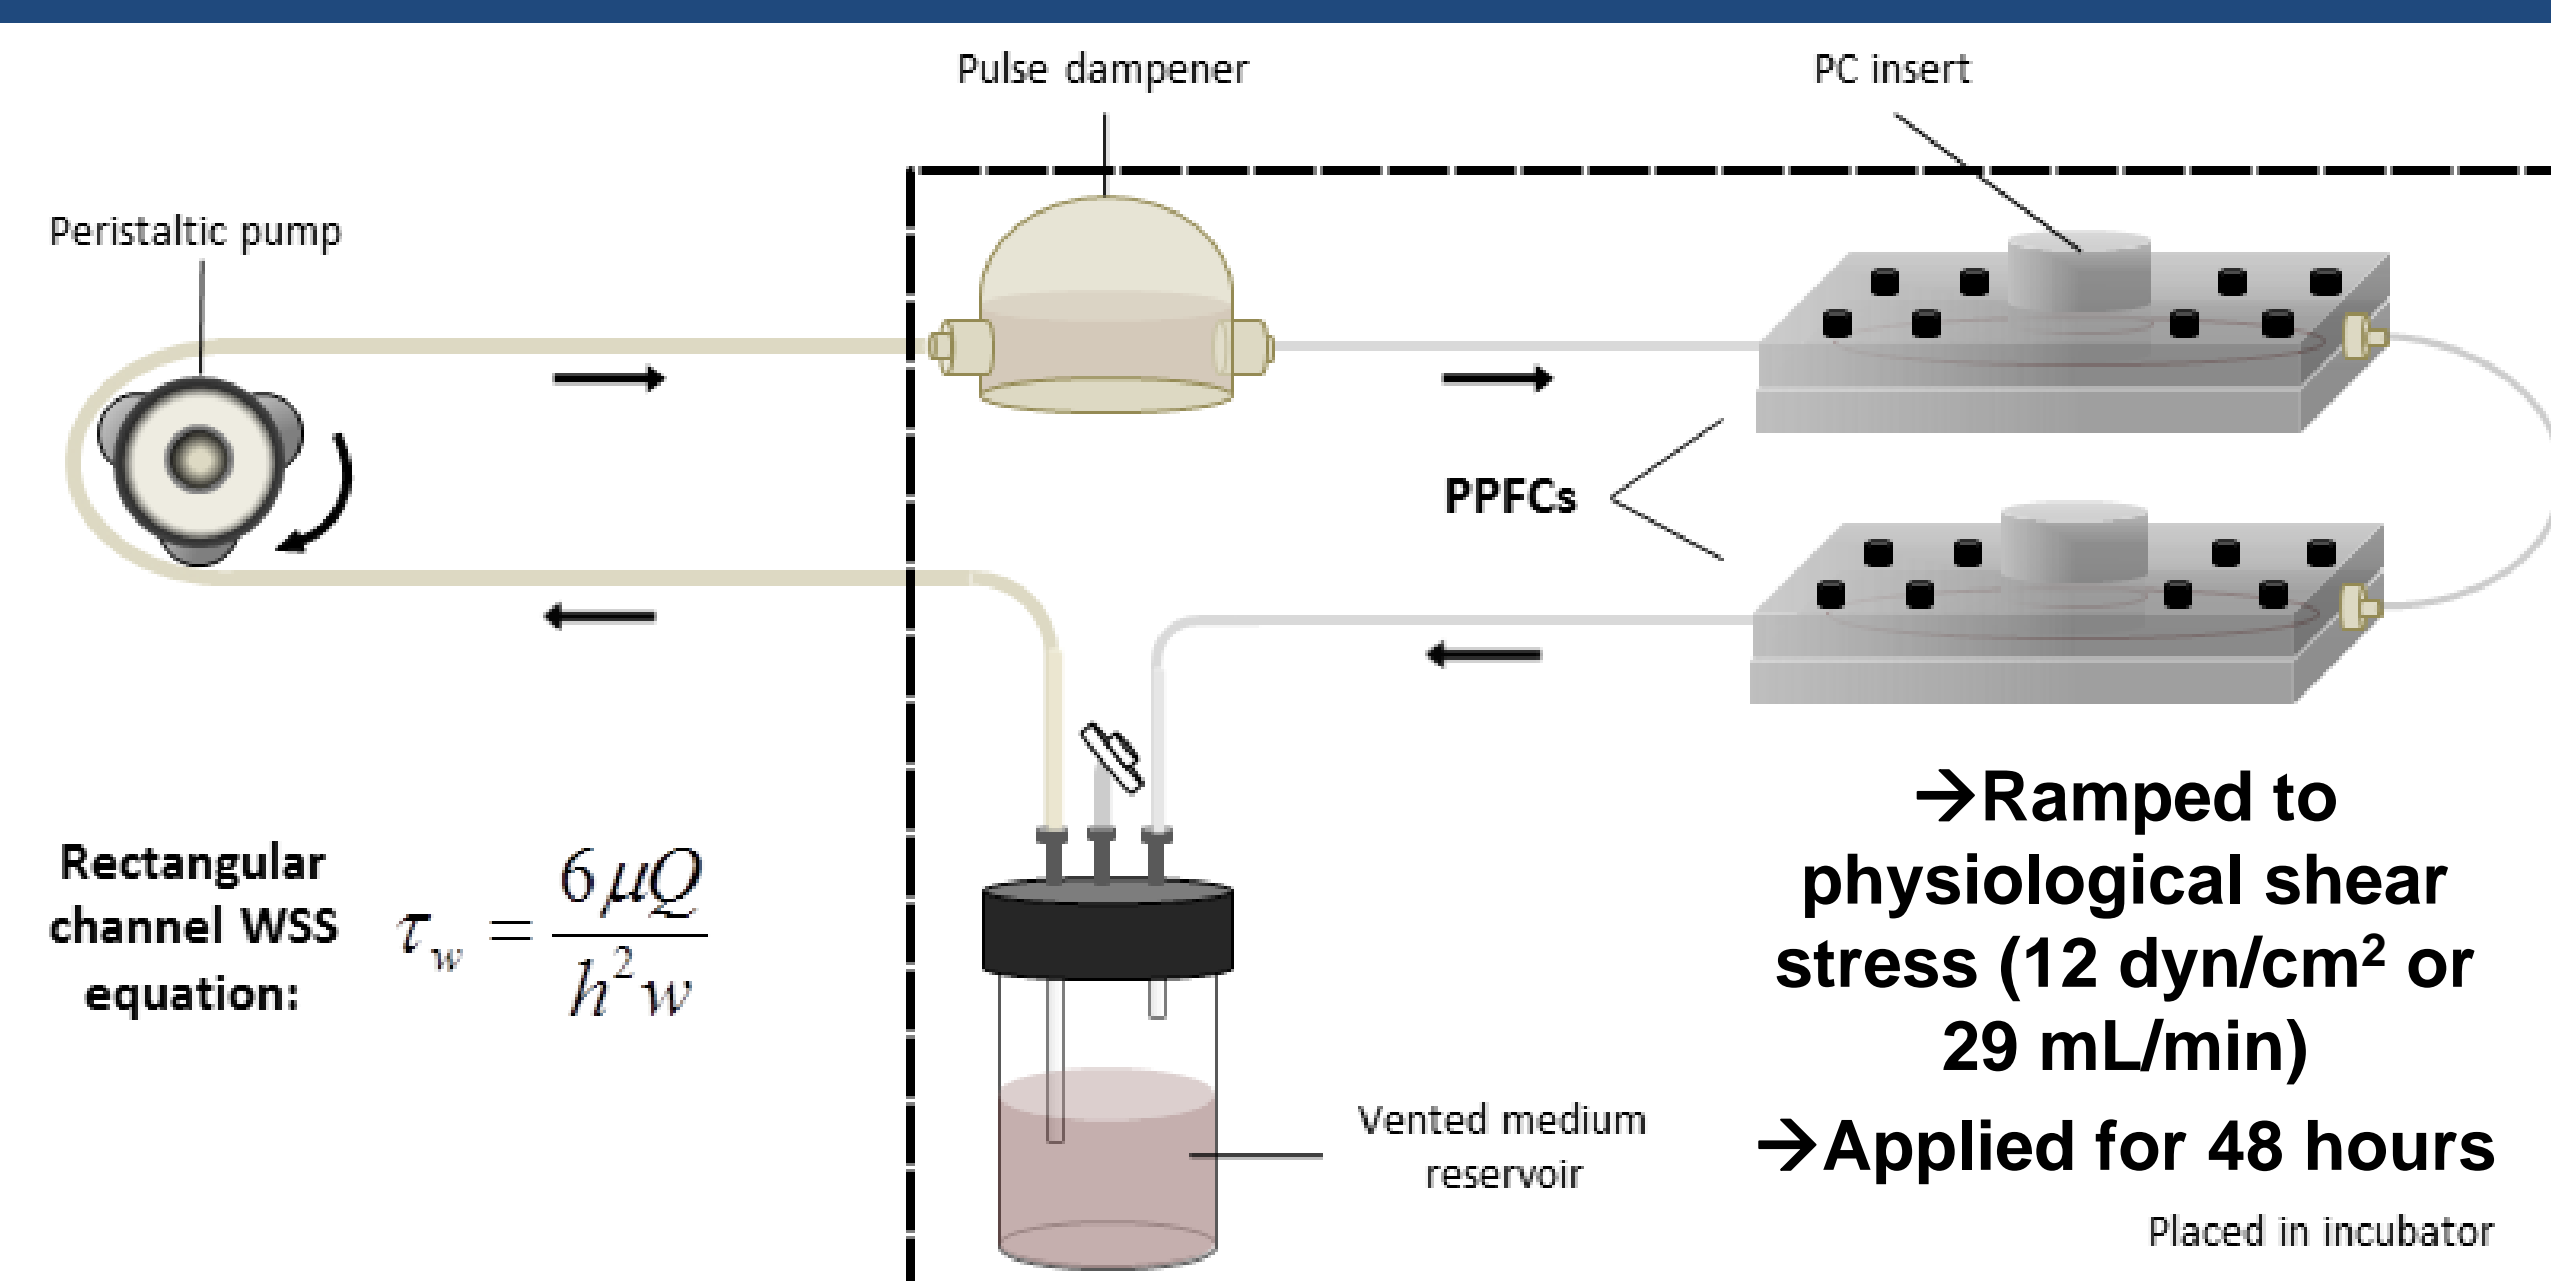 Pulse dampener
PC insert
Peristaltic pump
PPFCs
Rectangular
channel WSS
equation:
τ_w = 6μQ / h²w
→Ramped to
physiological shear
stress (12 dyn/cm² or
29 mL/min)
→Applied for 48 hours
Vented medium
reservoir
Placed in incubator